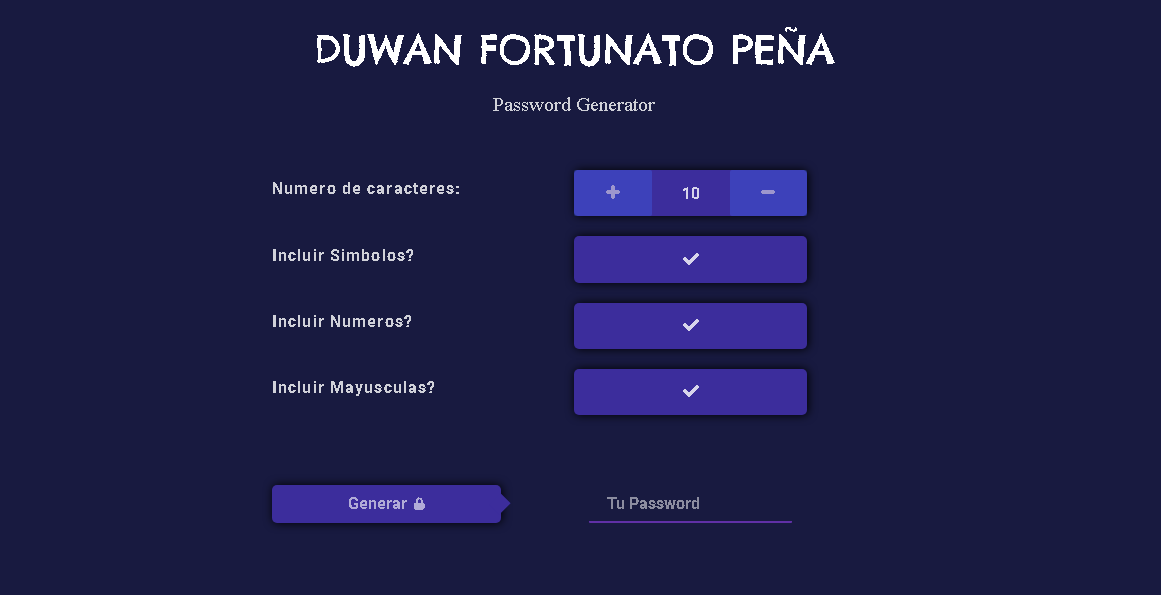 DUWAN FORTUNATO PEÑA
Password Generator
Numero de caracteres:
+ 10 −
Incluir Simbolos?
Incluir Numeros?
Incluir Mayusculas?
Generar
Tu Password